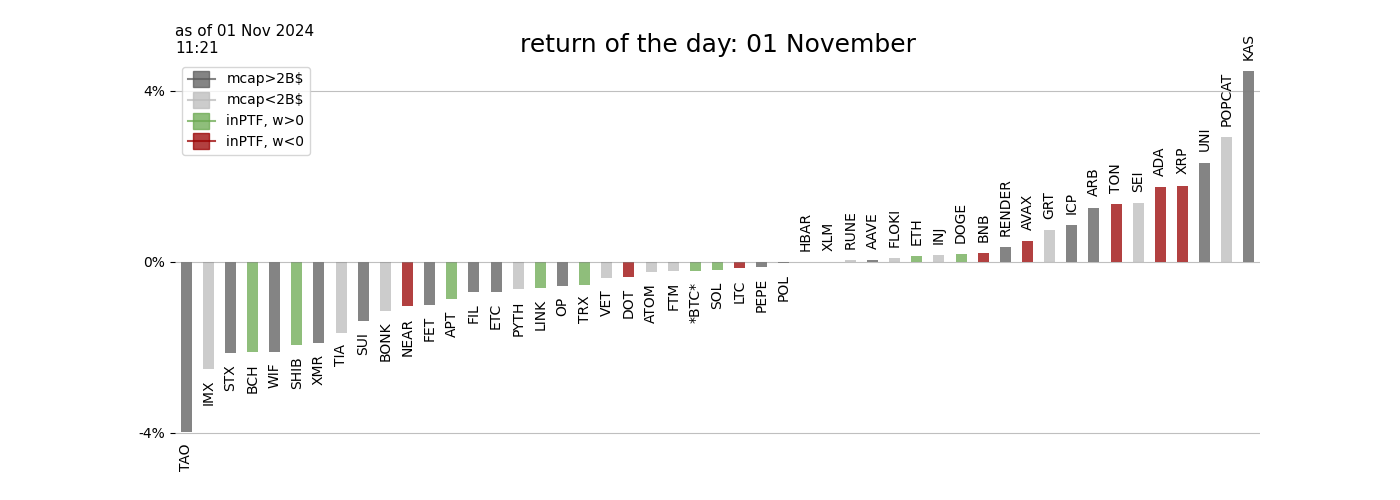 as of 01 Nov 2024
11:21
return of the day: 01 November
mcap>2B$
mcap<2B$
inPTF, w>0
inPTF, w<0
4%
0%
-4%
TAO
IMX
STX
BCH
WIF
SHIB
XMR
TIA
SUI
BONK
NEAR
FET
APT
FIL
ETC
PYTH
LINK
OP
TRX
VET
DOT
ATOM
FTM
*BTC*
SOL
LTC
PEPE
POL
HBAR
XLM
RUNE
AAVE
FLOKI
ETH
INJ
DOGE
BNB
RENDER
AVAX
GRT
ICP
ARB
TON
SEI
ADA
XRP
UNI
POPCAT
KAS